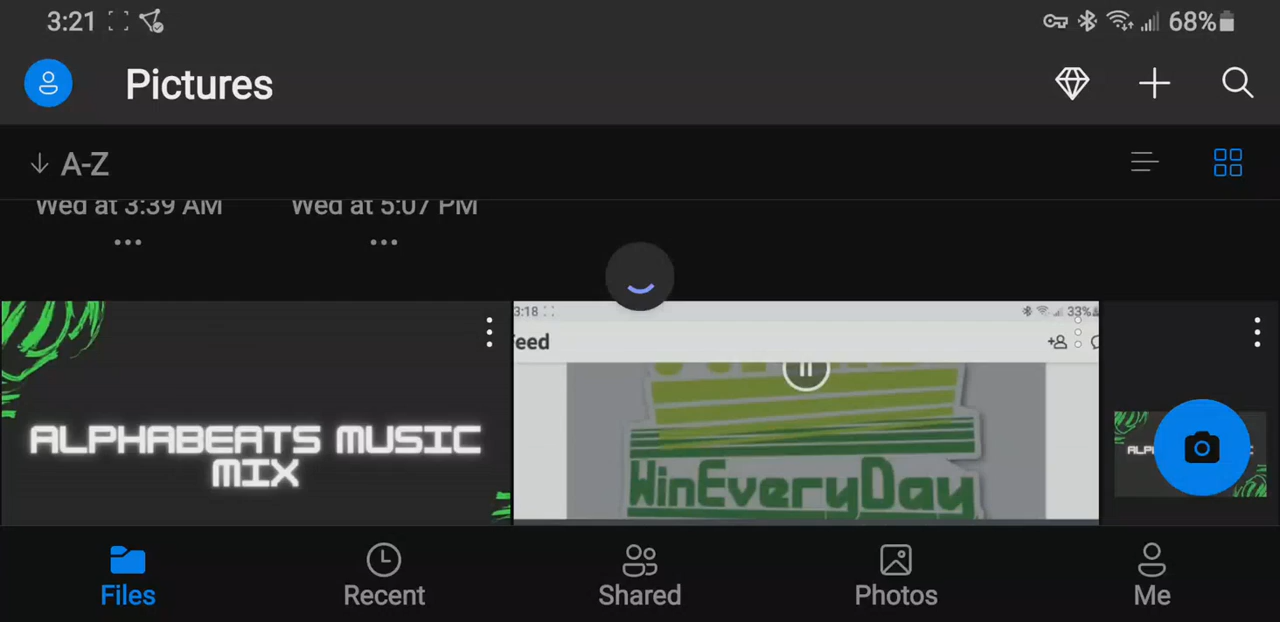 3:21 68%
Pictures
A-Z
Wed at 3:39 AM Wed at 5:07 PM
3:18 33%
eed
ALPHABEATS MUSIC
MIX
WinEveryDay
Files Recent Shared Photos Me